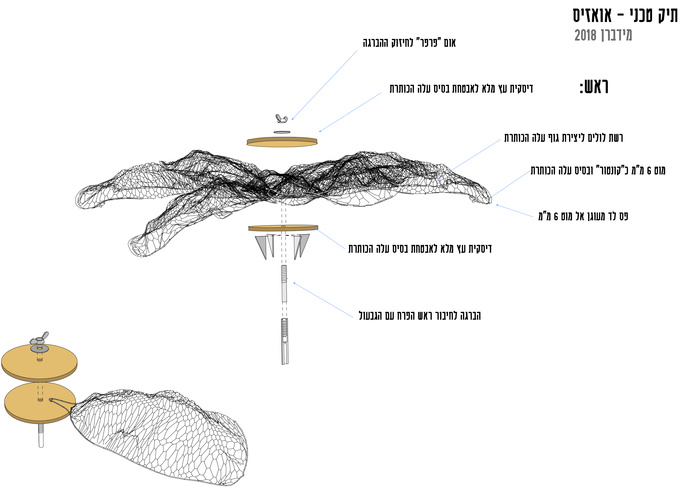 תיק טכני - אואזיס
מידברן 2018
ראש:
אום "פרפר" לחיזוק ההברגה
דיסקית עץ מלא לאבטחת בסיס עלה הכותרת
רשת לולים ליצירת גוף עלה הכותרת
מוט 6 מ"מ כ"קונטור" ובסיס עלה הכותרת
פס לד מעוגן אל מוט 6 מ"מ
דיסקית עץ מלא לאבטחת בסיס עלה הכותרת
הברגה לחיבור ראש הפרח עם הגבעול